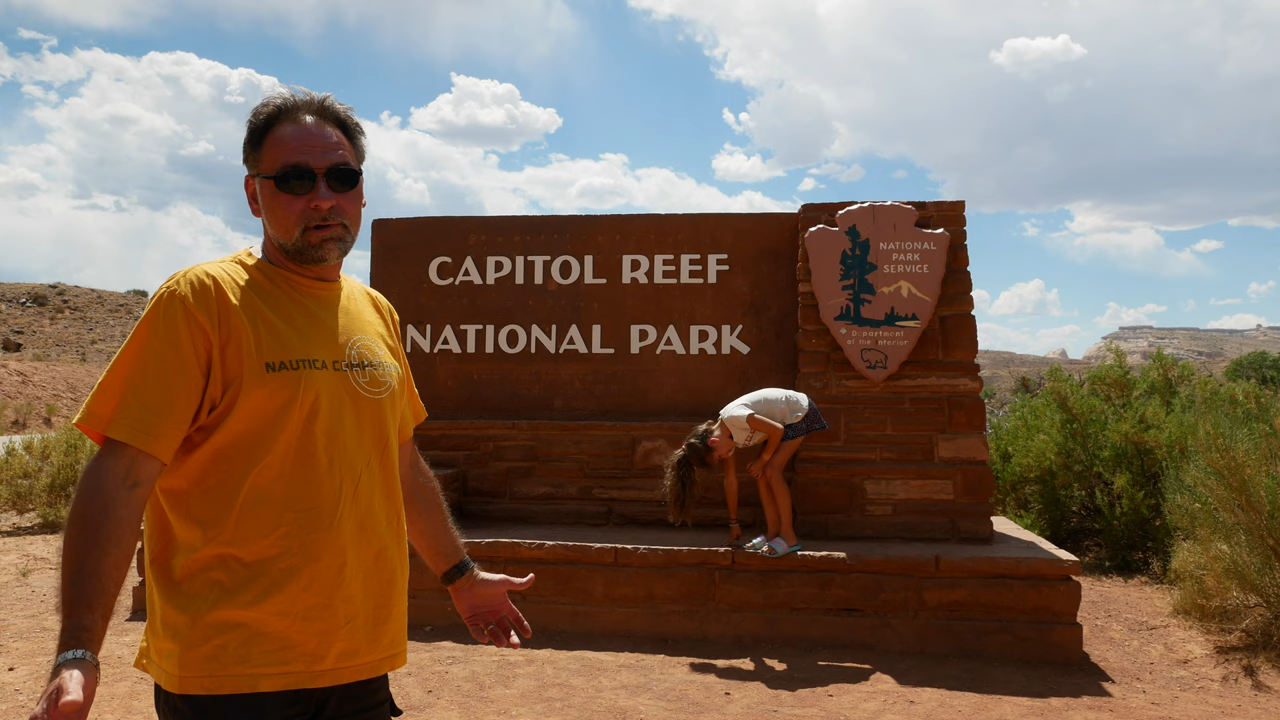 CAPITOL REEF
NATIONAL PARK
NATIONAL
PARK
SERVICE
Department
of the Interior
NAUTICA